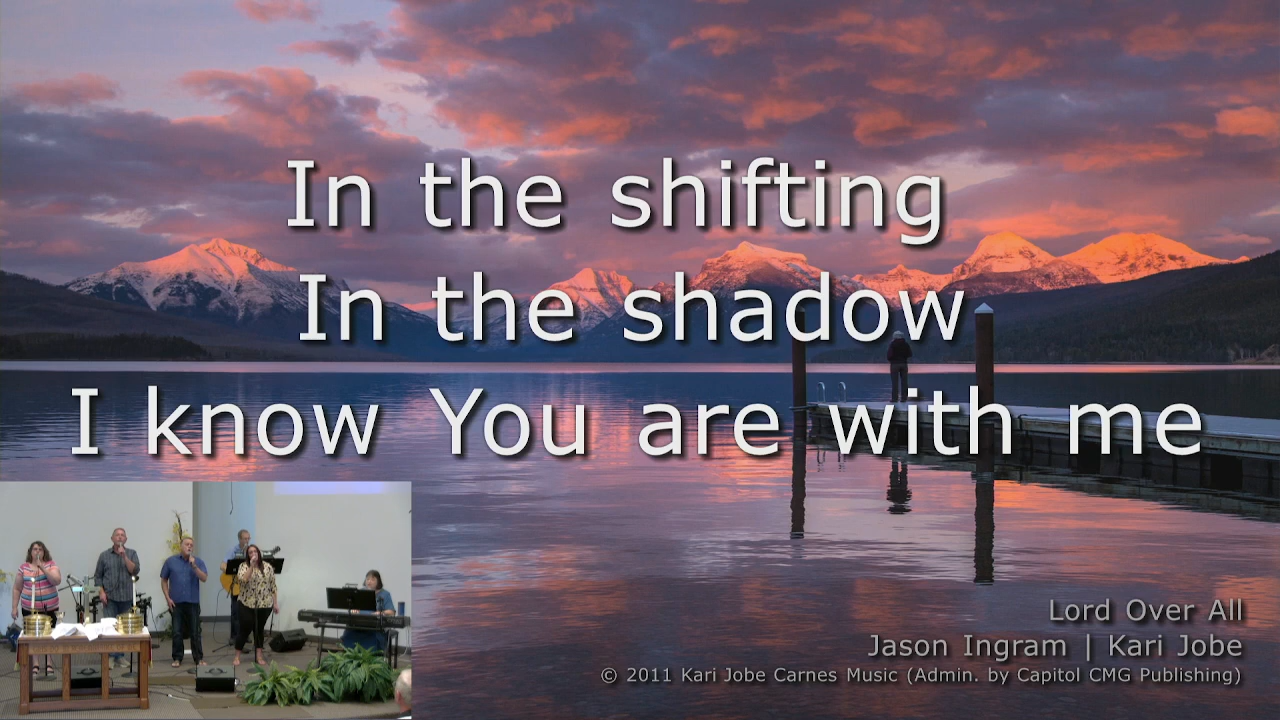 In the shifting
In the shadow
I know You are with me
Lord Over All
Jason Ingram | Kari Jobe
© 2011 Kari Jobe Carnes Music (Admin. by Capitol CMG Publishing)